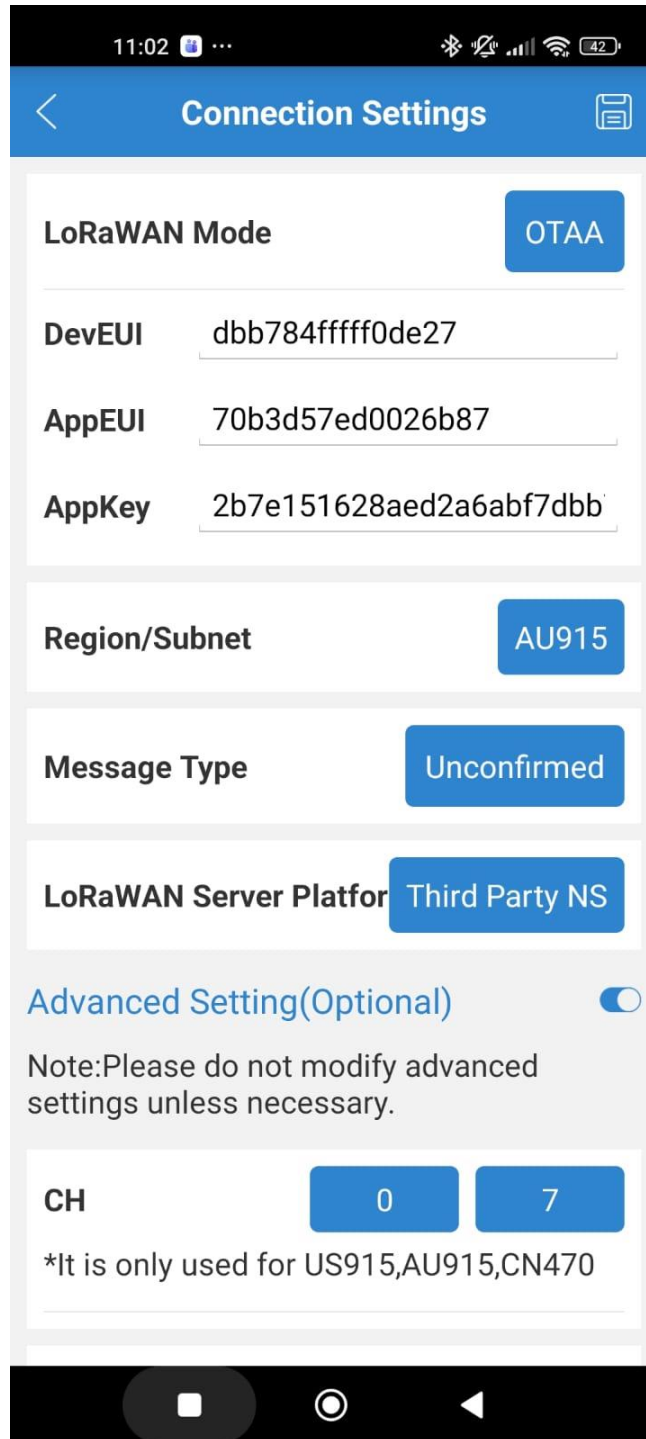 11:02 ...
42
Connection Settings
LoRaWAN Mode OTAA
DevEUI dbb784fffff0de27
AppEUI 70b3d57ed0026b87
AppKey 2b7e151628aed2a6abf7dbb
Region/Subnet AU915
Message Type Unconfirmed
LoRaWAN Server Platfor Third Party NS
Advanced Setting(Optional)
Note:Please do not modify advanced
settings unless necessary.
CH 0 7
*It is only used for US915,AU915,CN470